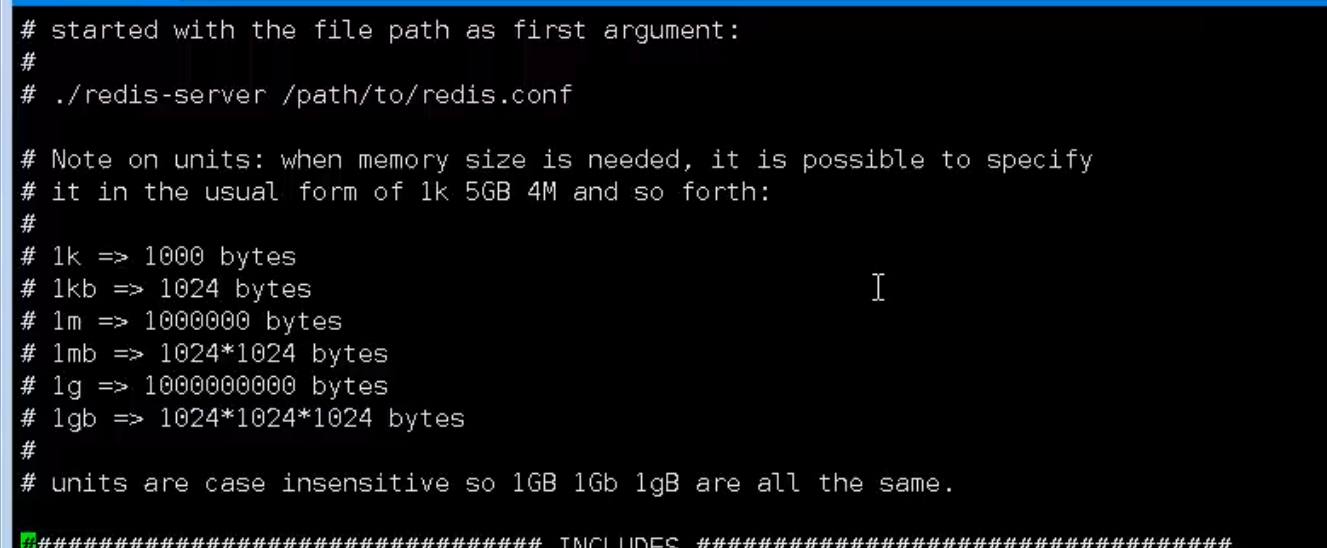 # started with the file path as first argument:
#
# ./redis-server /path/to/redis.conf
# Note on units: when memory size is needed, it is possible to specify
# it in the usual form of 1k 5GB 4M and so forth:
#
# 1k => 1000 bytes
# 1kb => 1024 bytes
# 1m => 1000000 bytes
# 1mb => 1024*1024 bytes
# 1g => 1000000000 bytes
# 1gb => 1024*1024*1024 bytes
#
# units are case insensitive so 1GB 1Gb 1gB are all the same.
################################## INCLUDES ###################################